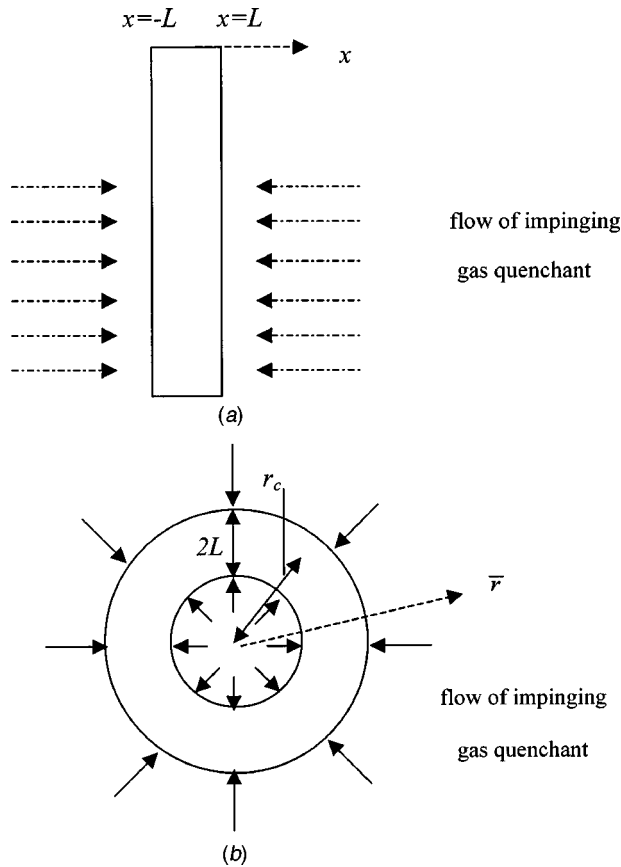 x=-L x=L
x
flow of impinging
gas quenchant
(a)
r_c
2L
r̅
flow of impinging
gas quenchant
(b)